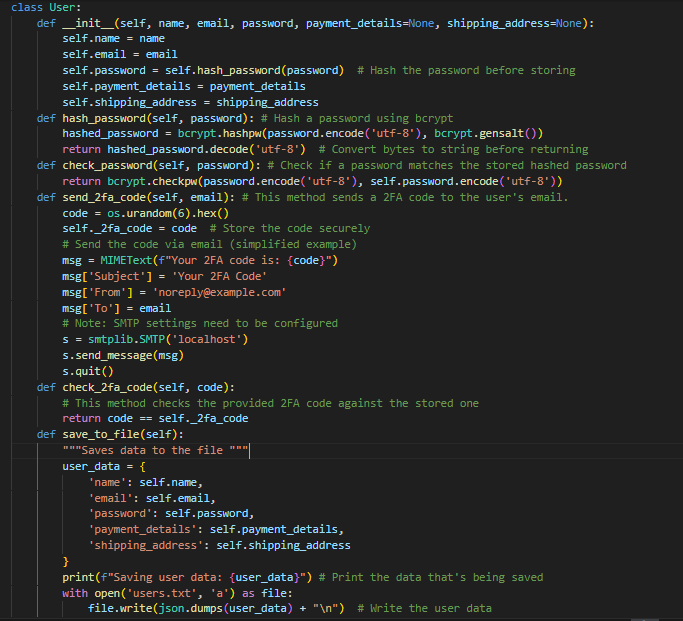 class User:
    def __init__(self, name, email, password, payment_details=None, shipping_address=None):
        self.name = name
        self.email = email
        self.password = self.hash_password(password)  # Hash the password before storing
        self.payment_details = payment_details
        self.shipping_address = shipping_address
    def hash_password(self, password): # Hash a password using bcrypt
        hashed_password = bcrypt.hashpw(password.encode('utf-8'), bcrypt.gensalt())
        return hashed_password.decode('utf-8')  # Convert bytes to string before returning
    def check_password(self, password): # Check if a password matches the stored hashed password
        return bcrypt.checkpw(password.encode('utf-8'), self.password.encode('utf-8'))
    def send_2fa_code(self, email): # This method sends a 2FA code to the user's email.
        code = os.urandom(6).hex()
        self._2fa_code = code  # Store the code securely
        # Send the code via email (simplified example)
        msg = MIMEText(f"Your 2FA code is: {code}")
        msg['Subject'] = 'Your 2FA Code'
        msg['From'] = 'noreply@example.com'
        msg['To'] = email
        # Note: SMTP settings need to be configured
        s = smtplib.SMTP('localhost')
        s.send_message(msg)
        s.quit()
    def check_2fa_code(self, code):
        # This method checks the provided 2FA code against the stored one
        return code == self._2fa_code
    def save_to_file(self):
        """Saves data to the file """
        user_data = {
            'name': self.name,
            'email': self.email,
            'password': self.password,
            'payment_details': self.payment_details,
            'shipping_address': self.shipping_address
        }
        print(f"Saving user data: {user_data}") # Print the data that's being saved
        with open('users.txt', 'a') as file:
            file.write(json.dumps(user_data) + "\n")  # Write the user data